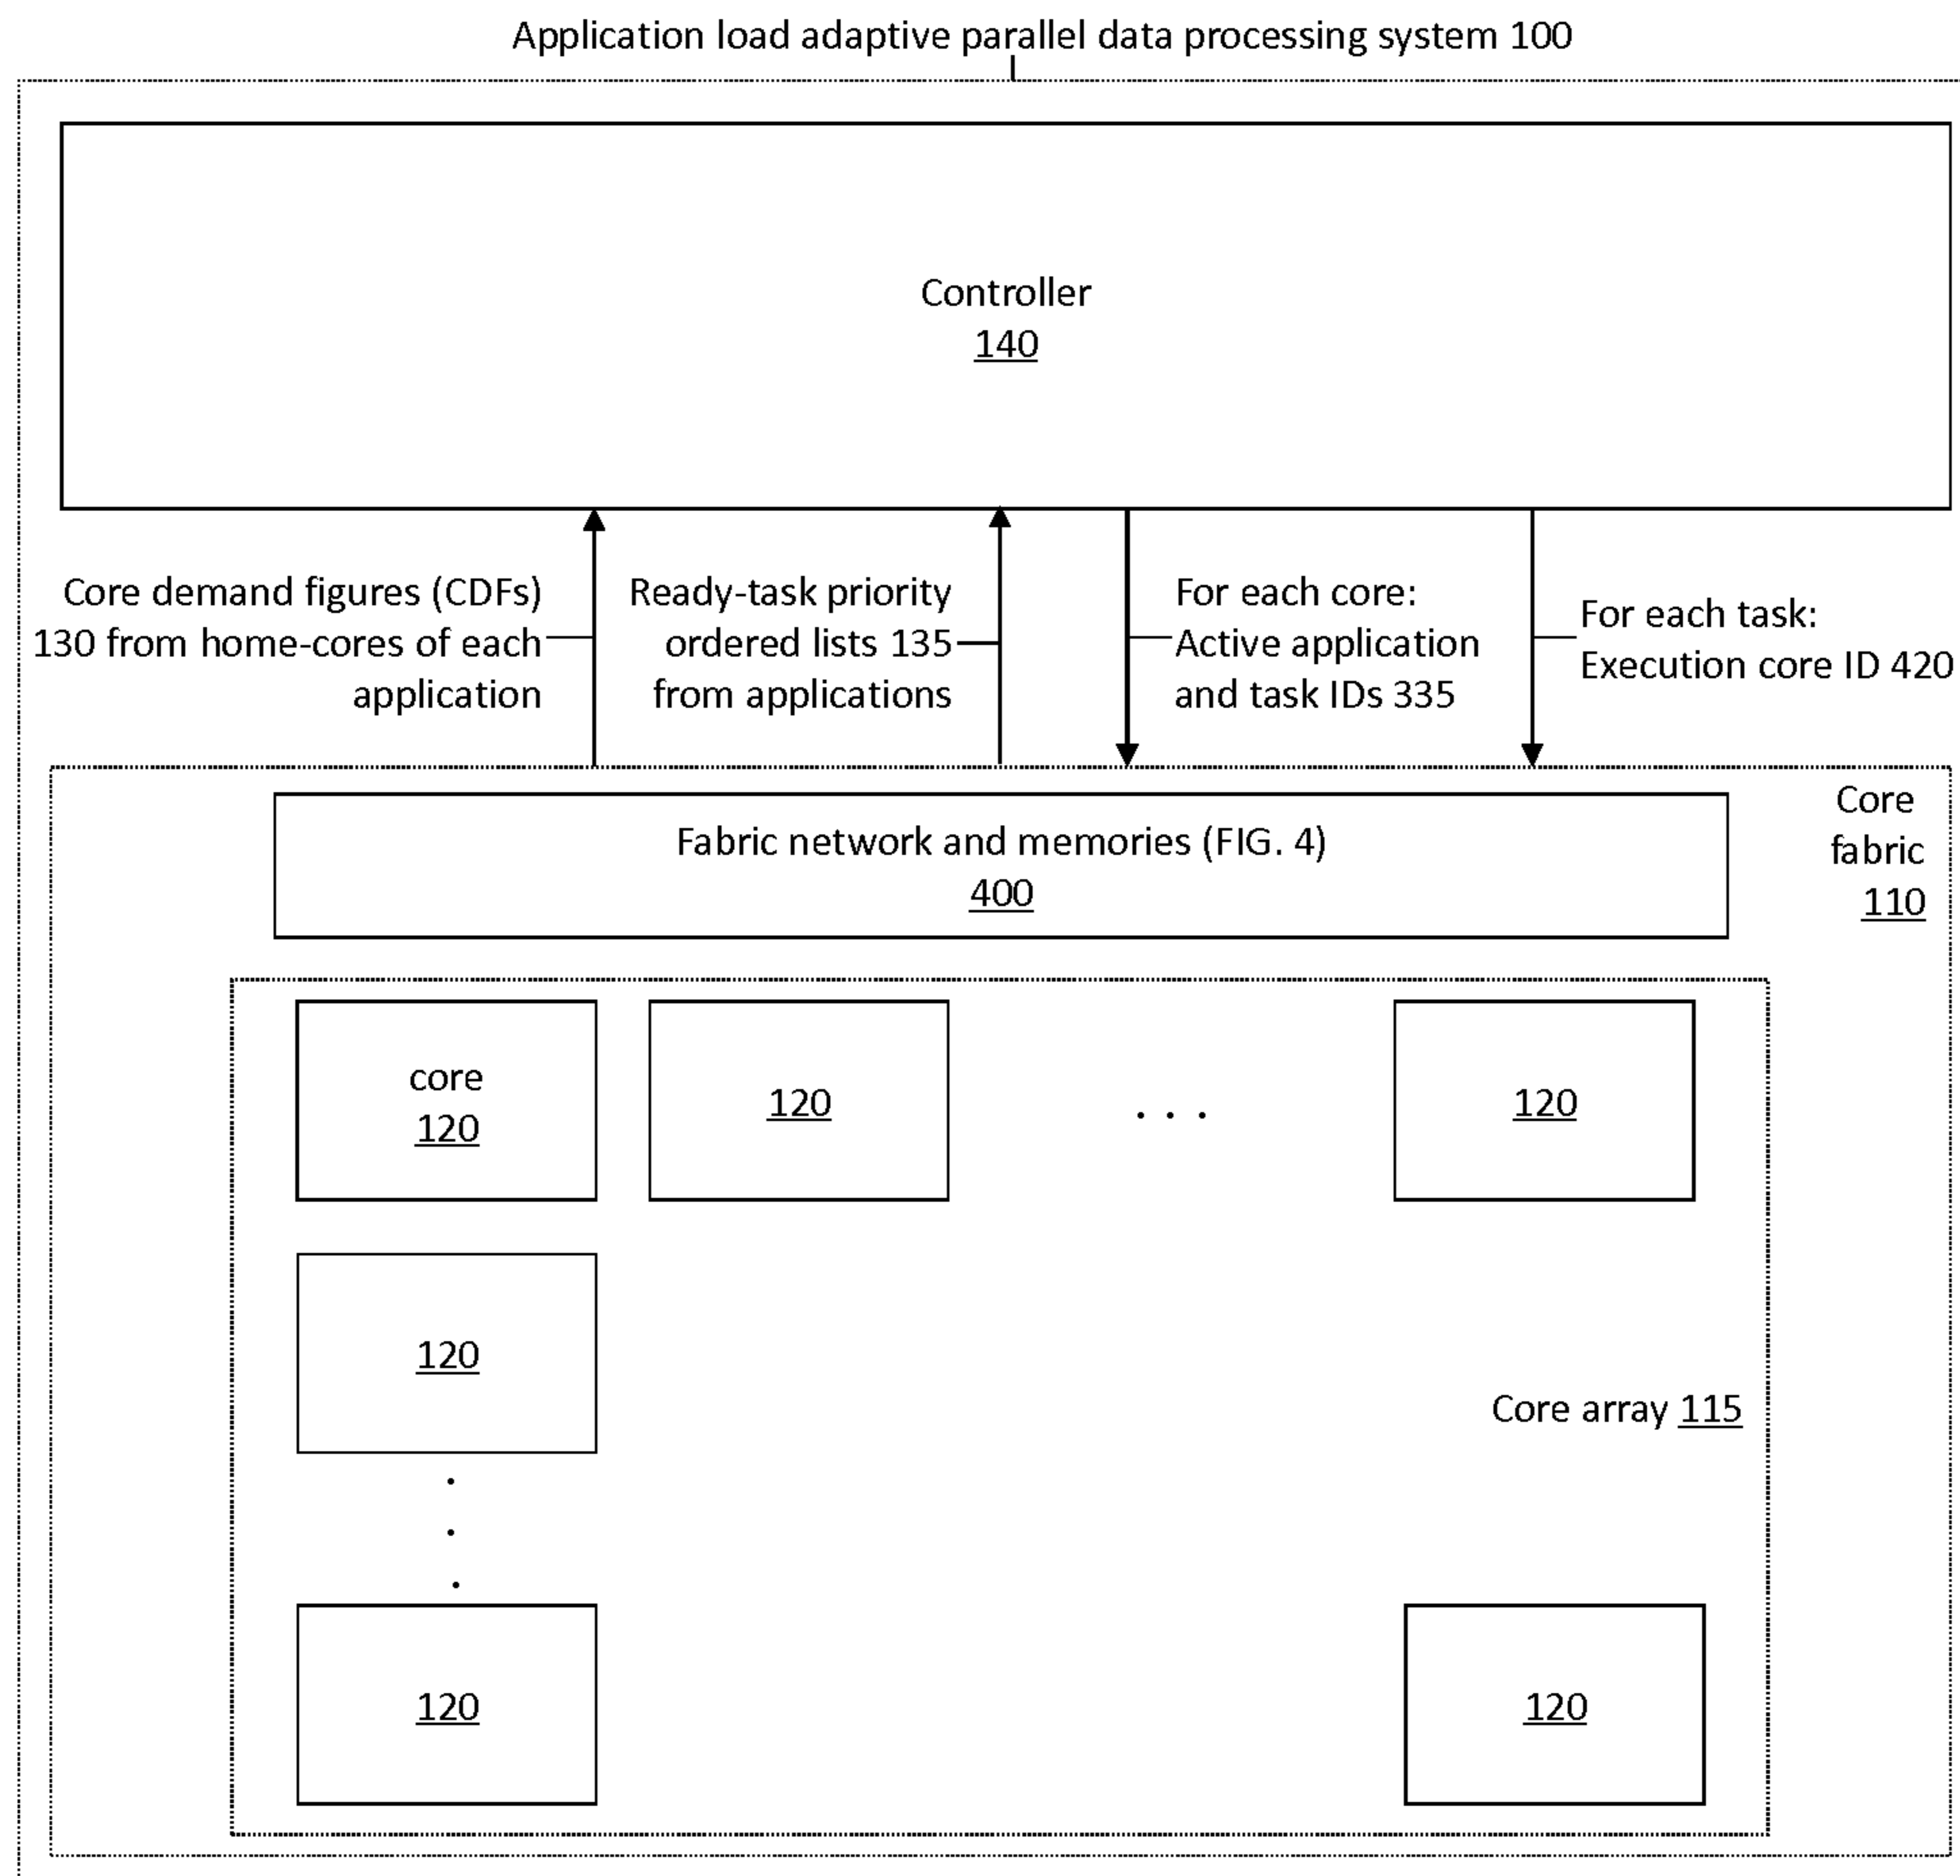 Application load adaptive parallel data processing system 100
Controller
140
Core demand figures (CDFs)
130 from home-cores of each
application
Ready-task priority
ordered lists 135
from applications
For each core:
Active application
and task IDs 335
For each task:
Execution core ID 420
Fabric network and memories (FIG. 4)
400
Core
fabric
110
core
120
120
. . .
120
120
.
.
.
Core array 115
120
120